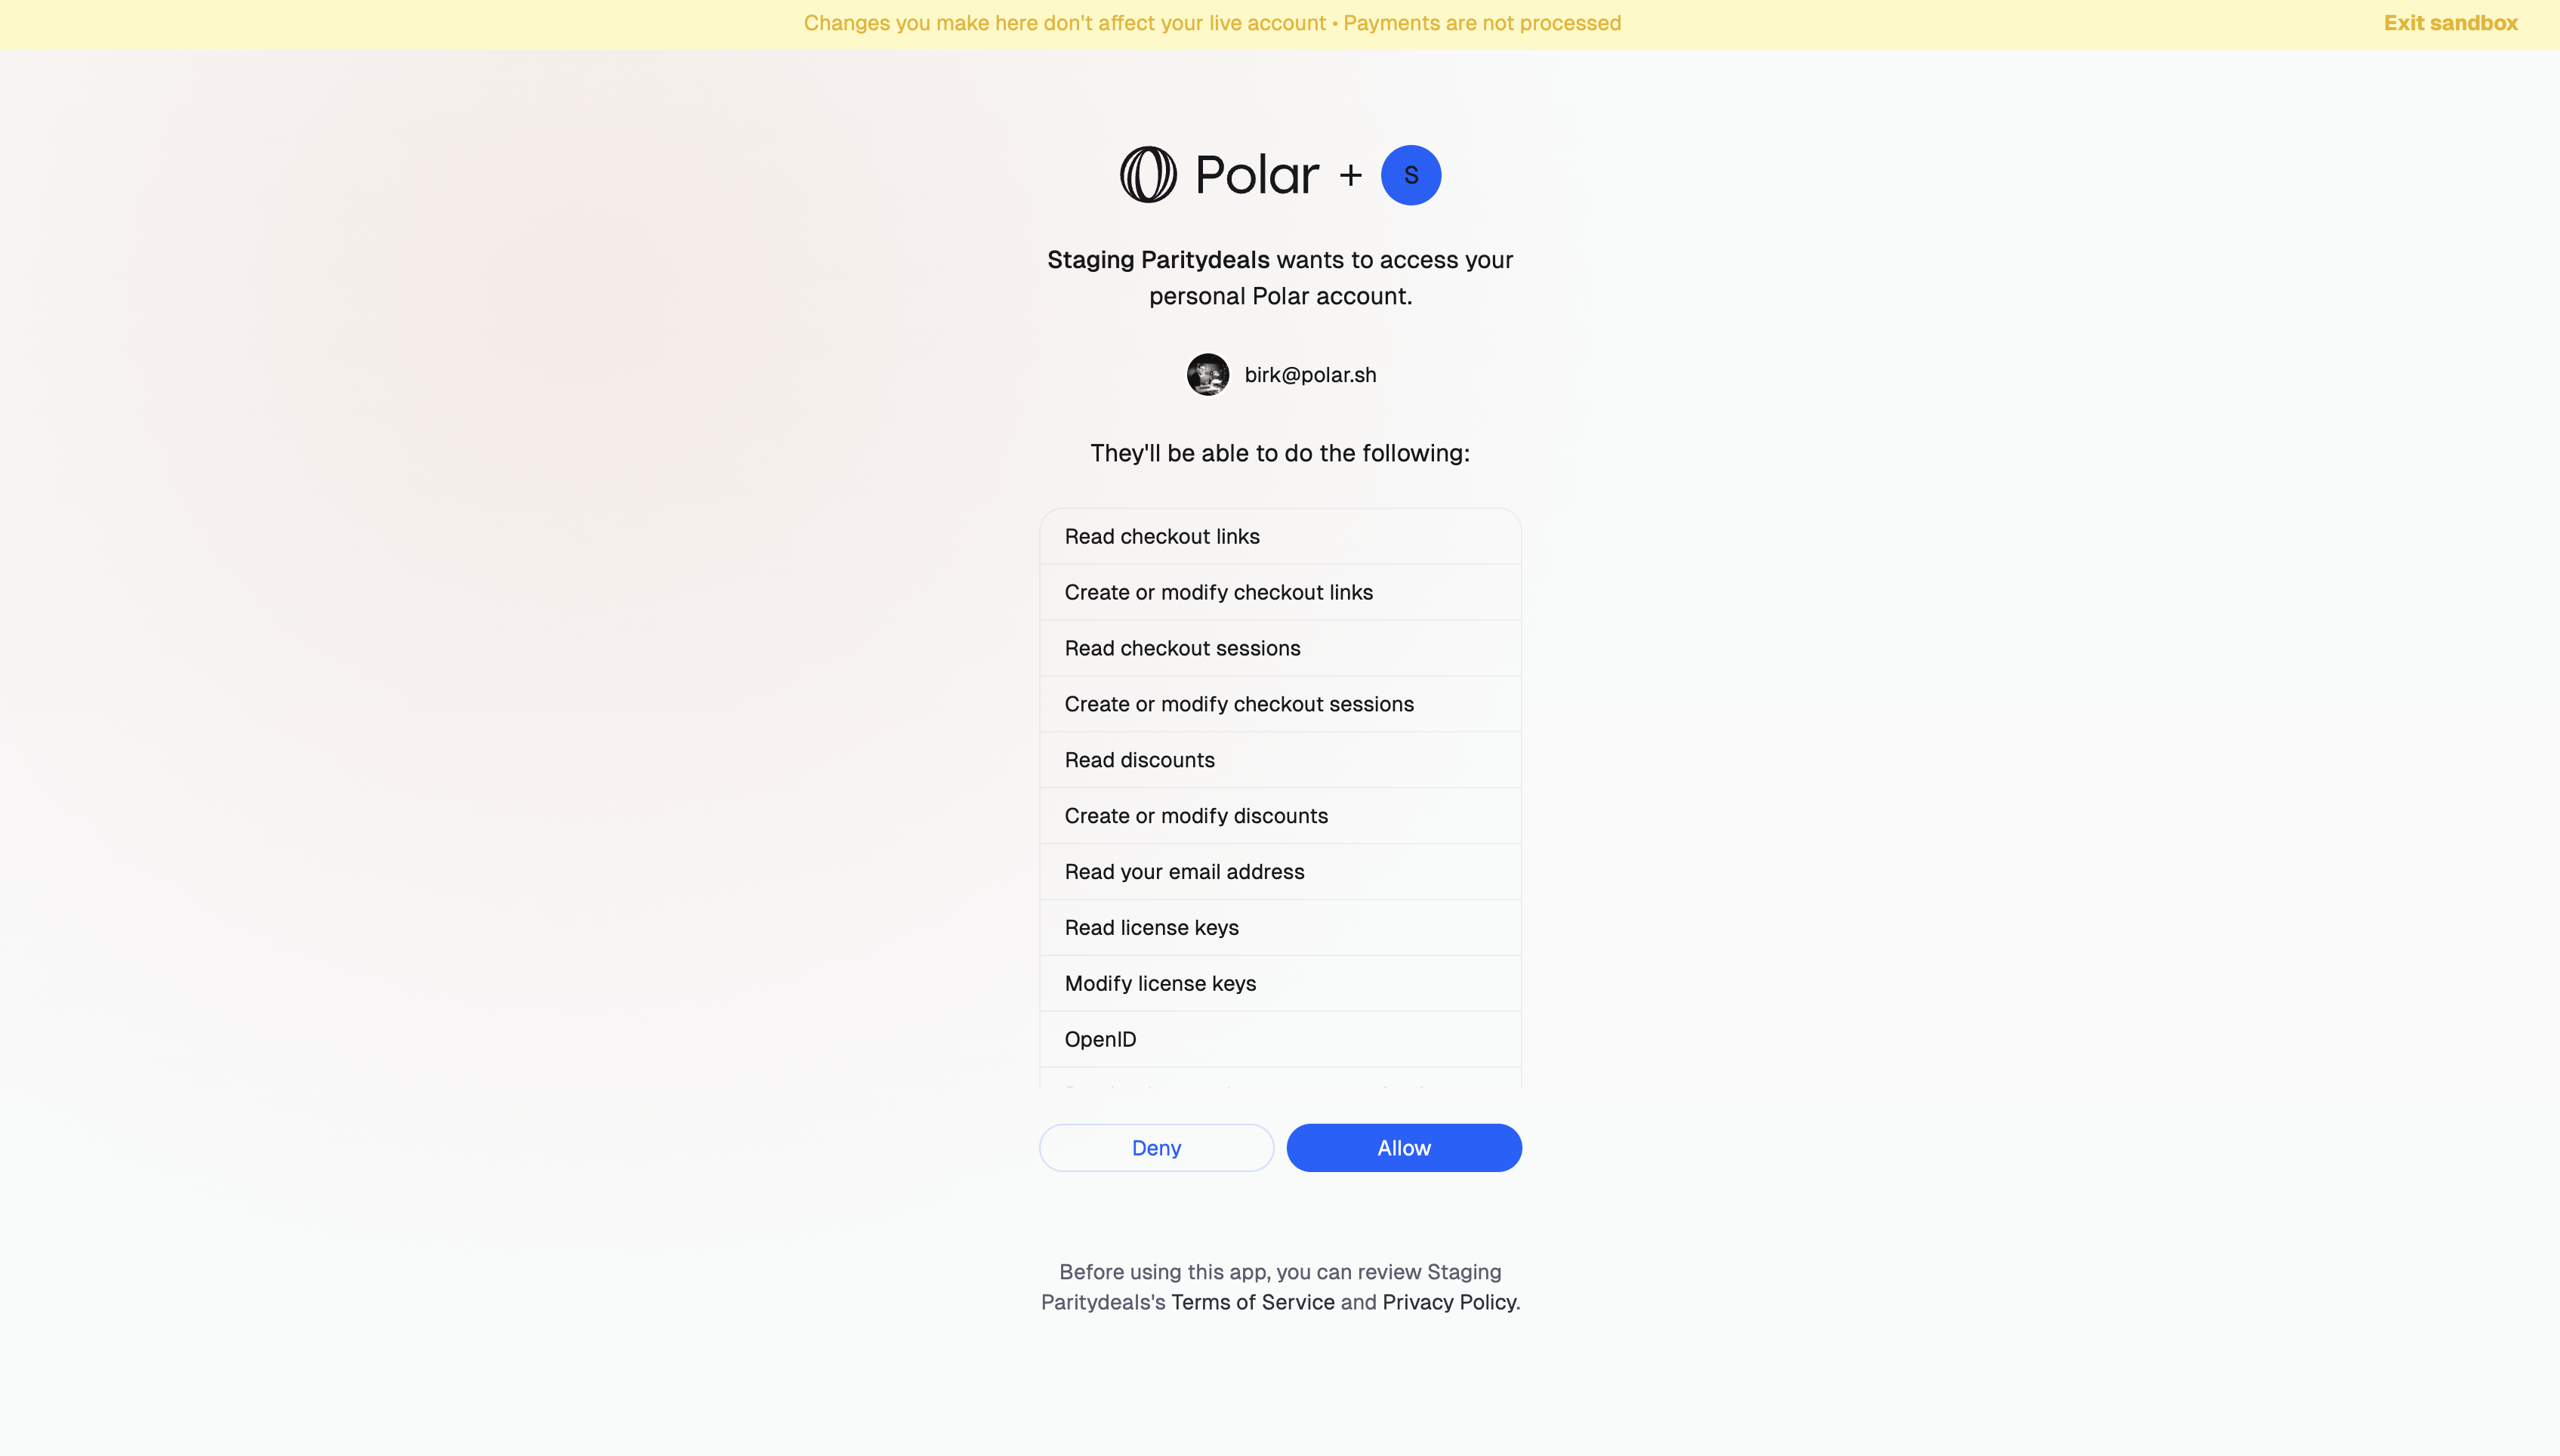 Changes you make here don't affect your live account • Payments are not processed
Exit sandbox
Polar + S
Staging Paritydeals wants to access your
personal Polar account.
birk@polar.sh
They'll be able to do the following:
Read checkout links
Create or modify checkout links
Read checkout sessions
Create or modify checkout sessions
Read discounts
Create or modify discounts
Read your email address
Read license keys
Modify license keys
OpenID
Deny
Allow
Before using this app, you can review Staging
Paritydeals's Terms of Service and Privacy Policy.